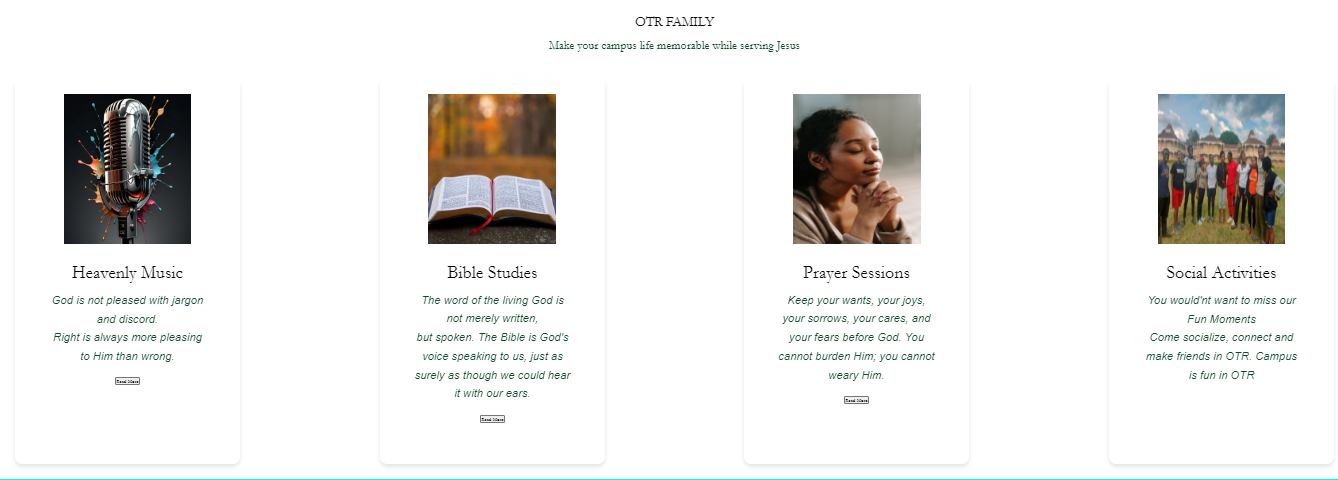 OTR FAMILY
Make your campus life memorable while serving Jesus
Heavenly Music
God is not pleased with jargon
and discord.
Right is always more pleasing
to Him than wrong.
Read More
Bible Studies
The word of the living God is
not merely written,
but spoken. The Bible is God's
voice speaking to us, just as
surely as though we could hear
it with our ears.
Read More
Prayer Sessions
Keep your wants, your joys,
your sorrows, your cares, and
your fears before God. You
cannot burden Him; you cannot
weary Him.
Read More
Social Activities
You would'nt want to miss our
Fun Moments
Come socialize, connect and
make friends in OTR. Campus
is fun in OTR